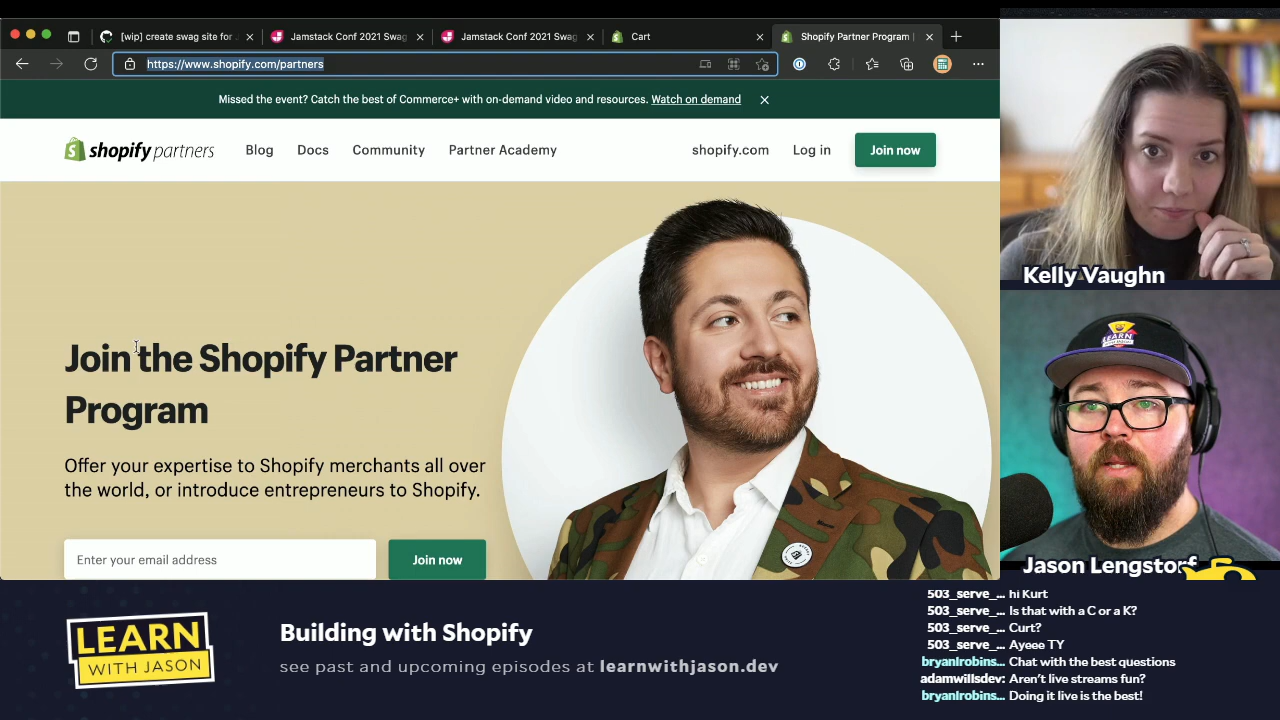 [wip] create swag site for J
Jamstack Conf 2021 Swag
Jamstack Conf 2021 Swag
Cart
Shopify Partner Program |
https://www.shopify.com/partners
Missed the event? Catch the best of Commerce+ with on-demand video and resources. Watch on demand
shopify partners
Blog
Docs
Community
Partner Academy
shopify.com
Log in
Join now
Join the Shopify Partner
Program
Offer your expertise to Shopify merchants all over
the world, or introduce entrepreneurs to Shopify.
Enter your email address
Join now
Kelly Vaughn
LEARN
Jason Lengstorf
LEARN
WITH JASON
Building with Shopify
see past and upcoming episodes at learnwithjason.dev
503_serve_... hi Kurt
503_serve_... Is that with a C or a K?
503_serve_... Curt?
503_serve_... Ayeee TY
bryanlrobins... Chat with the best questions
adamwillsdev: Aren't live streams fun?
bryanlrobins... Doing it live is the best!